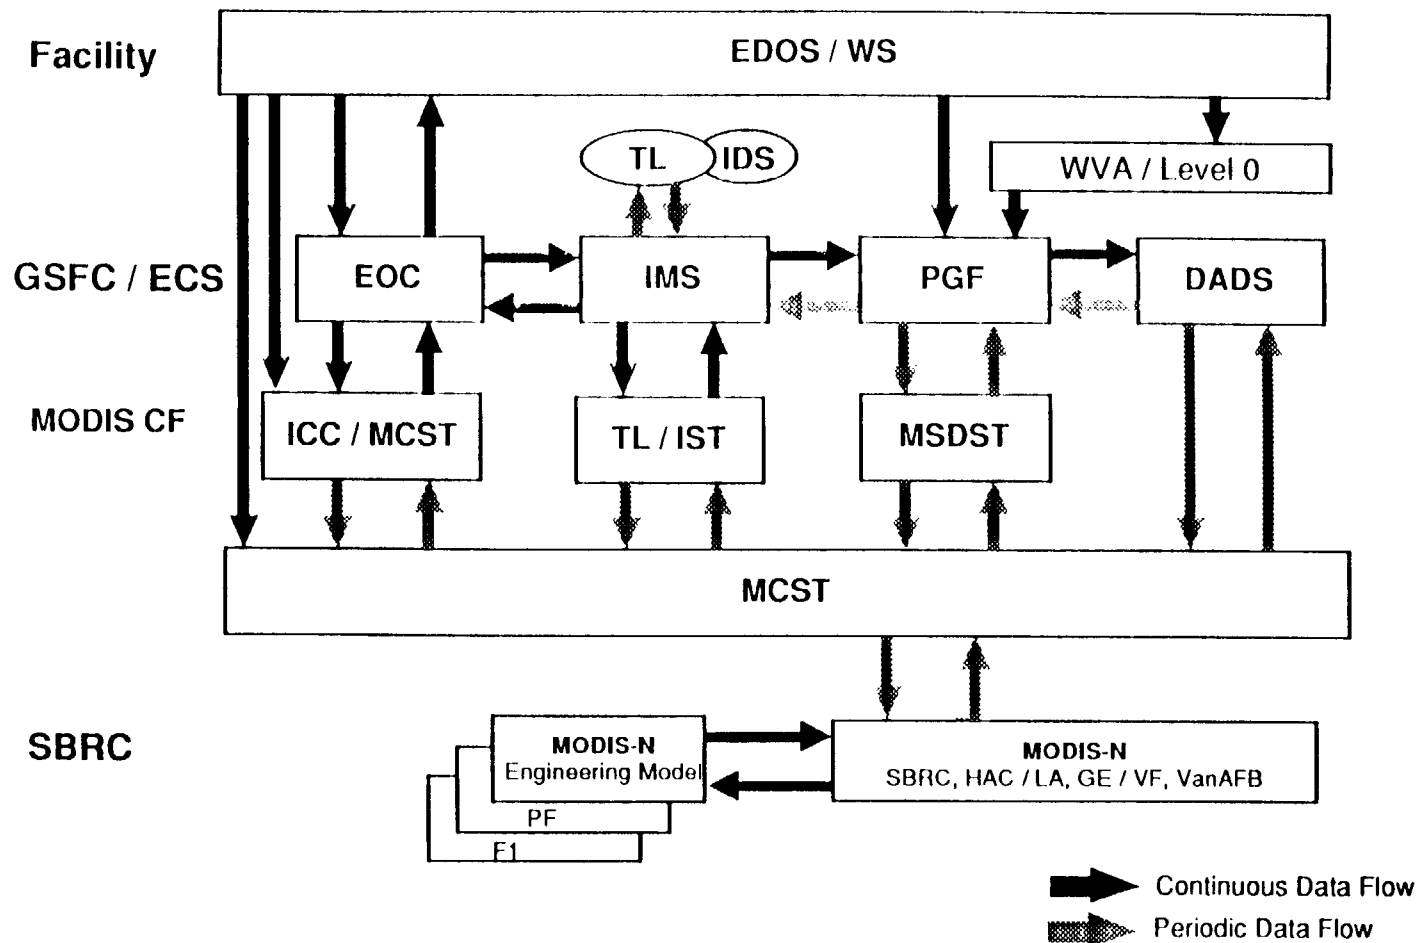 Facility
EDOS / WS
TL
IDS
WVA / Level 0
GSFC / ECS
EOC
IMS
PGF
DADS
MODIS CF
ICC / MCST
TL / IST
MSDST
MCST
SBRC
MODIS-N
Engineering Model
PF
F1
MODIS-N
SBRC, HAC / LA, GE / VF, VanAFB
Continuous Data Flow
Periodic Data Flow